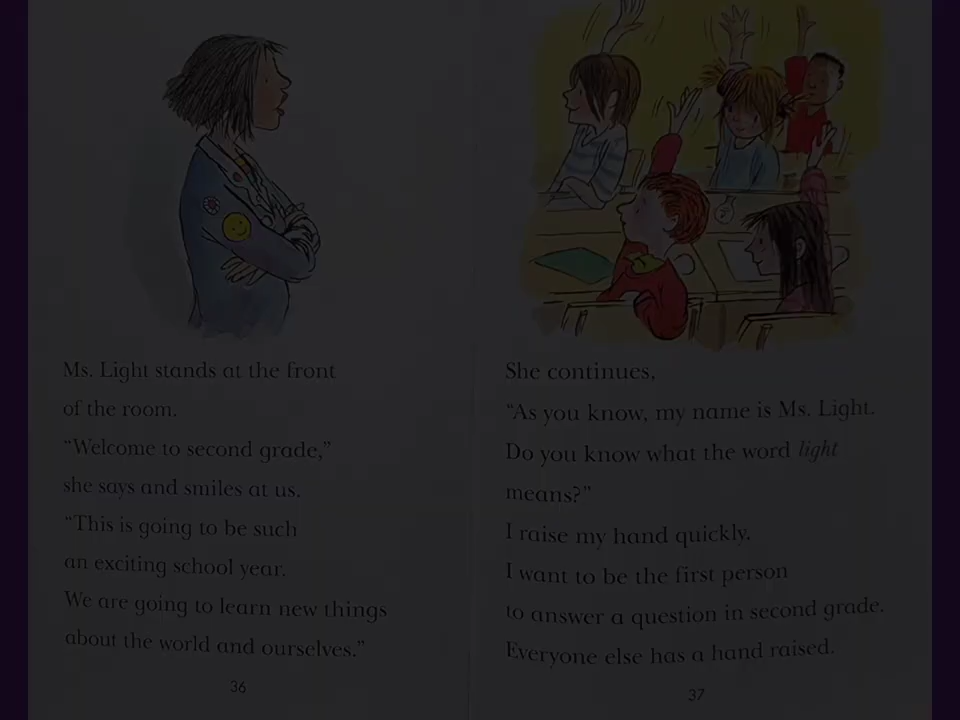 Ms. Light stands at the front
of the room.
“Welcome to second grade,”
she says and smiles at us.
“This is going to be such
an exciting school year.
We are going to learn new things
about the world and ourselves.”
36
She continues,
“As you know, my name is Ms. Light.
Do you know what the word light
means?”
I raise my hand quickly.
I want to be the first person
to answer a question in second grade.
Everyone else has a hand raised.
37